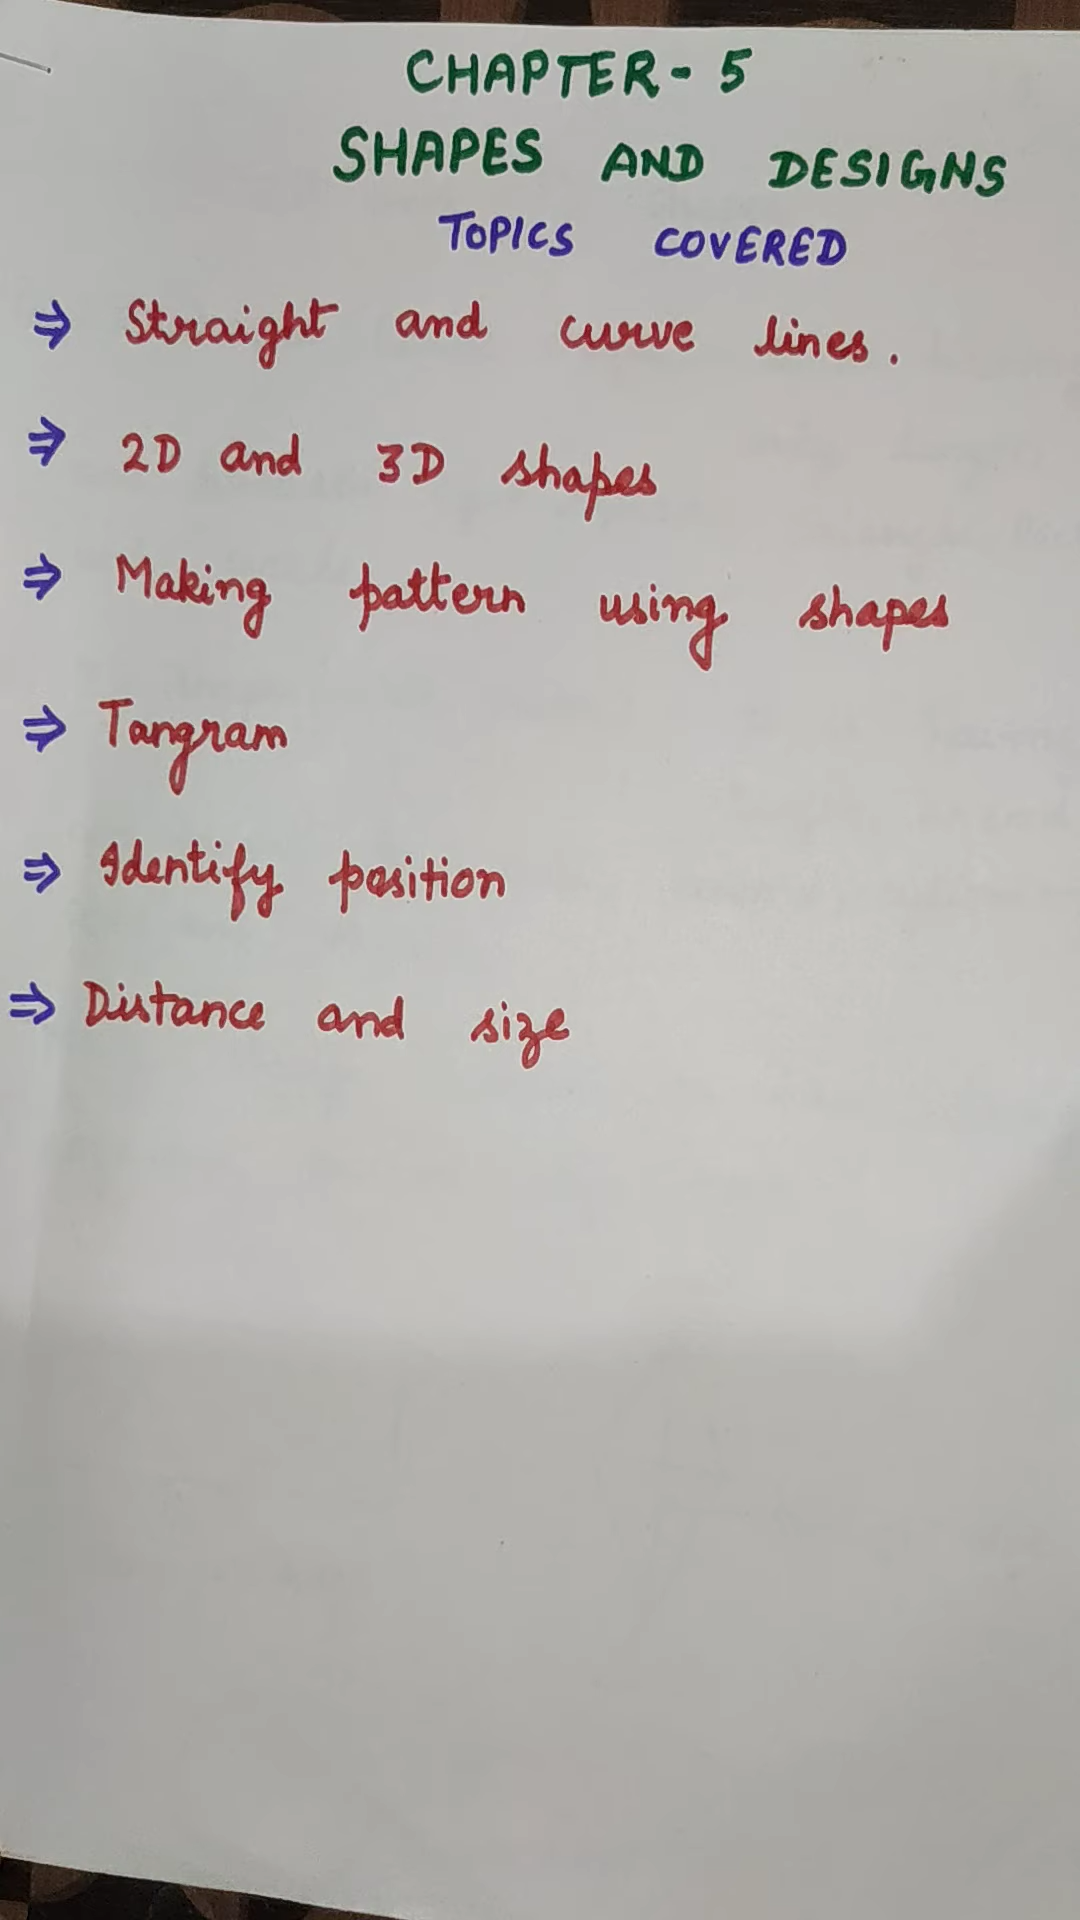 CHAPTER - 5
SHAPES AND DESIGNS
TOPICS COVERED
⇒ Straight and curve lines.
⇒ 2D and 3D shapes
⇒ Making pattern using shapes
⇒ Tangram
⇒ Identify position
⇒ Distance and size